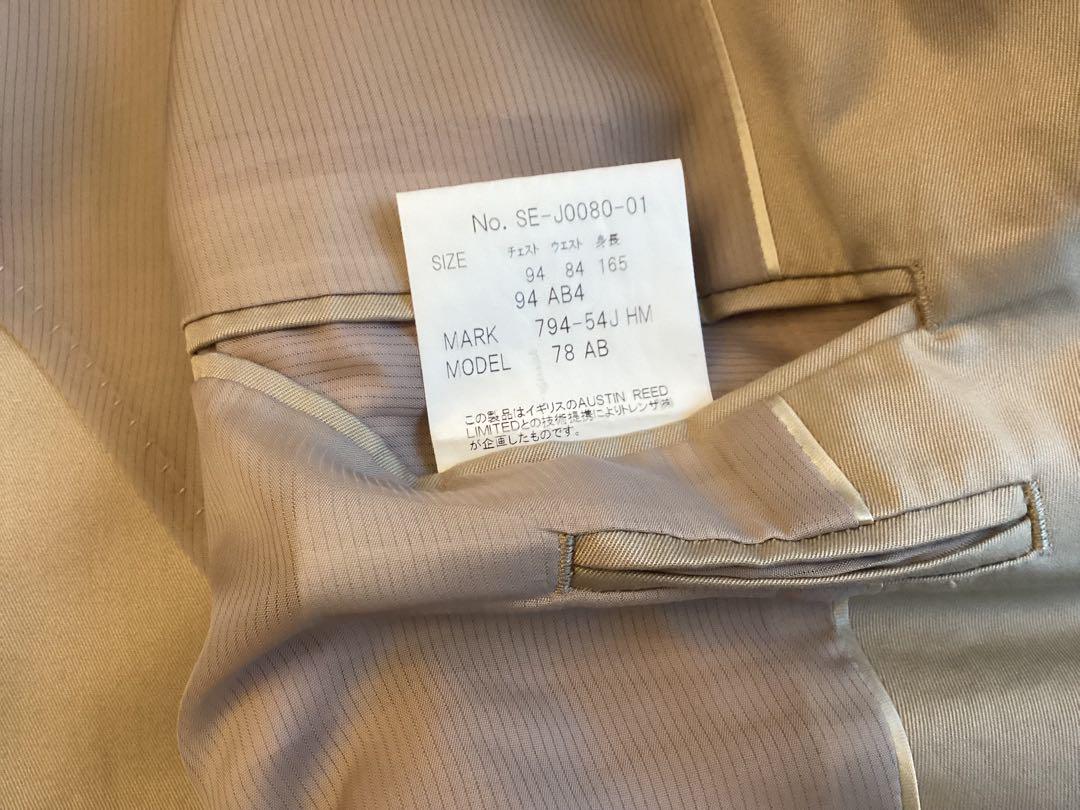 No. SE-J0080-01
SIZE チェスト ウエスト 身長
94 84 165
94 AB4
MARK 794-54J HM
MODEL 78 AB
この製品はイギリスのAUSTIN REED
LIMITEDとの技術提携によりトレンザ㈱
が企画したものです。